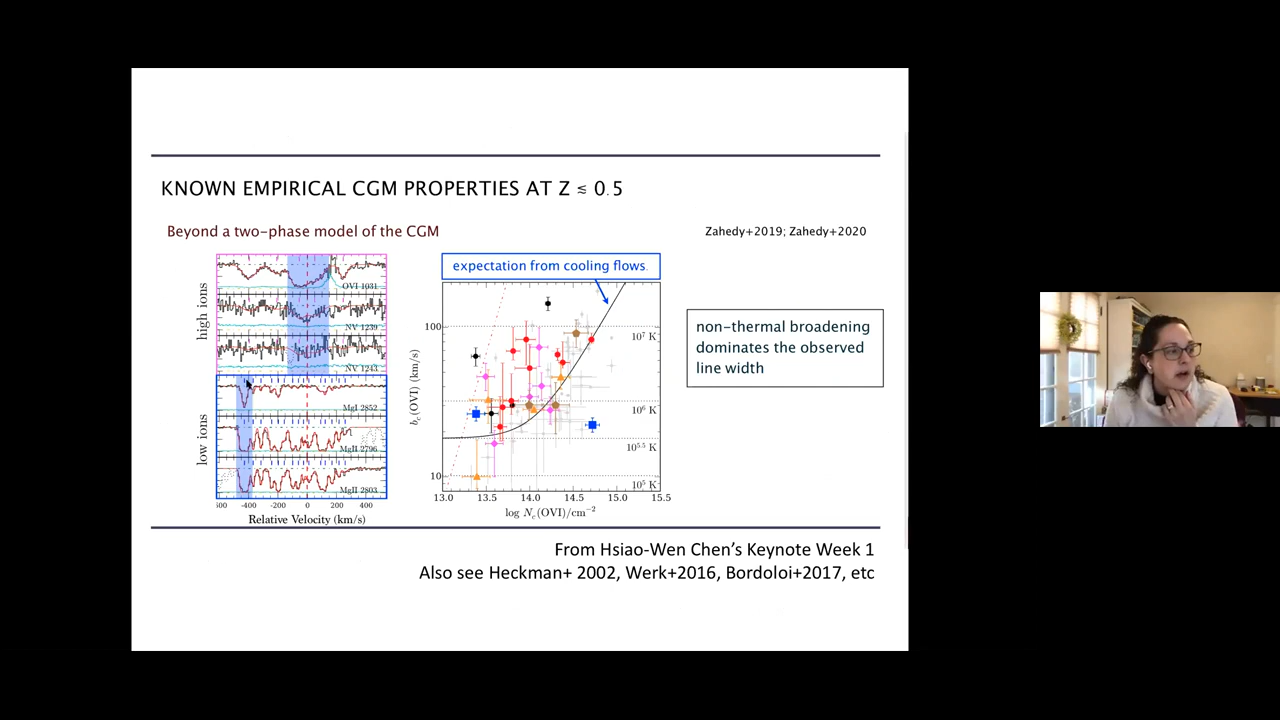 KNOWN EMPIRICAL CGM PROPERTIES AT Z ≲ 0.5
Beyond a two-phase model of the CGM
Zahedy+2019; Zahedy+2020
high ions
low ions
OVI 1031
NV 1239
NV 1243
MgI 2852
MgII 2796
MgII 2803
-400 -200 0 200 400
Relative Velocity (km/s)
expectation from cooling flows.
100
10
b_c(OVI) (km/s)
10^7 K
10^6 K
10^5.5 K
10^5 K
13.0 13.5 14.0 14.5 15.0 15.5
log N_c(OVI)/cm^-2
non-thermal broadening
dominates the observed
line width
From Hsiao-Wen Chen's Keynote Week 1
Also see Heckman+ 2002, Werk+2016, Bordoloi+2017, etc